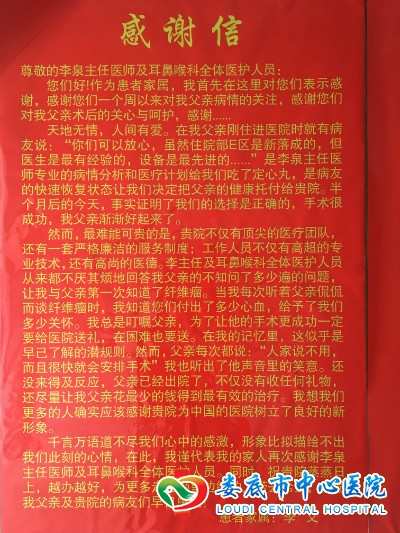 感谢信
尊敬的李泉主任医师及耳鼻喉科全体医护人员：
您们好!作为患者家属，我首先在这里对您们表示感
谢，感谢您们一个周以来对我父亲病情的关注，感谢您们
对我父亲术后的关心与呵护，感谢......
天地无情，人间有爱。在我父亲刚住进医院时就有病
友说：“你们可以放心，虽然住院部E区是新落成的，但
医生是最有经验的，设备是最先进的......”是李泉主任医
师专业的病情分析和医疗计划给我们吃了定心丸，是病友
的快速恢复状态让我们决定把父亲的健康托付给贵院。半
个月后的今天，事实证明了我们的选择是正确的，手术很
成功，我父亲渐渐好起来了。
然而，最难能可贵的是，贵院不仅有顶尖的医疗团队，
还有一套严格廉洁的服务制度；工作人员不仅有高超的专
业技术，还有高尚的医德。李主任及耳鼻喉科全体医护人员
从来都不厌其烦地回答我父亲的不知问了多少遍的问题，
让我与父亲第一次知道了纤维瘤。当我每次听着父亲侃侃
而谈纤维瘤时，我知道您们付出了多少心血，给予了我们
多少关怀。我总是叮嘱父亲，为了让他的手术更成功一定
要给医院送礼，在困难也要送。在我的记忆里，这似乎是
早已了解的潜规则。然而，父亲每次都说：“人家说不用，
而且很快就会安排手术”我也听出了他声音里的笑意。还
没来得及反应，父亲已经出院了，不仅没有收任何礼物，
还尽量让我父亲花最少的钱得到最有效的治疗。我想我们
更多的人确实应该感谢贵院为中国的医院树立了良好的新
形象。
千言万语道不尽我们心中的感激，形象比拟描绘不出
我们此刻的心情，在此，我谨代表我的家人再次感谢李泉
主任医师及耳鼻喉科全体医护人员。同时，祝贵院蒸蒸日
上，越办越好，为更多
我父亲及贵院的病友们早
患者家属：李
娄底市中心医院
LOUDI CENTRAL HOSPITAL